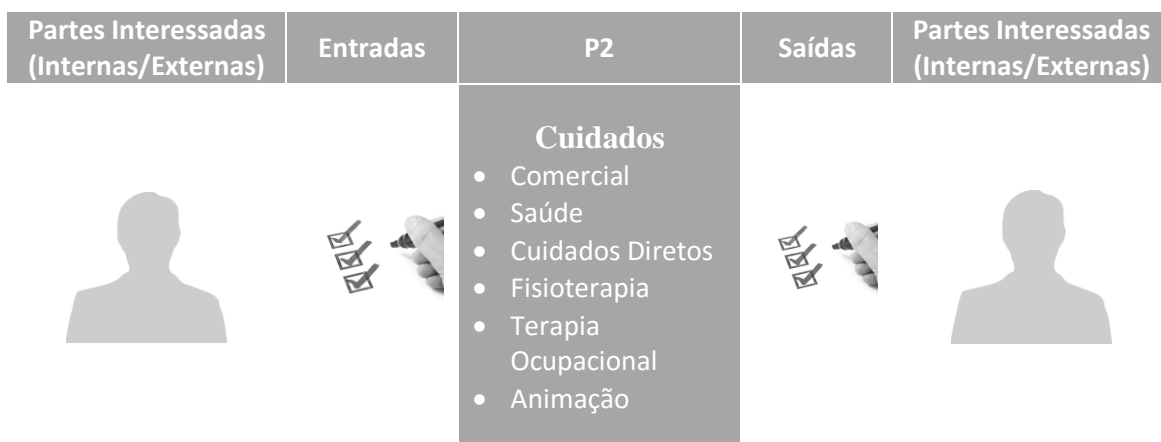 Partes Interessadas
(Internas/Externas)
Entradas
P2
Saídas
Partes Interessadas
(Internas/Externas)
Cuidados
• Comercial
• Saúde
• Cuidados Diretos
• Fisioterapia
• Terapia
Ocupacional
• Animação